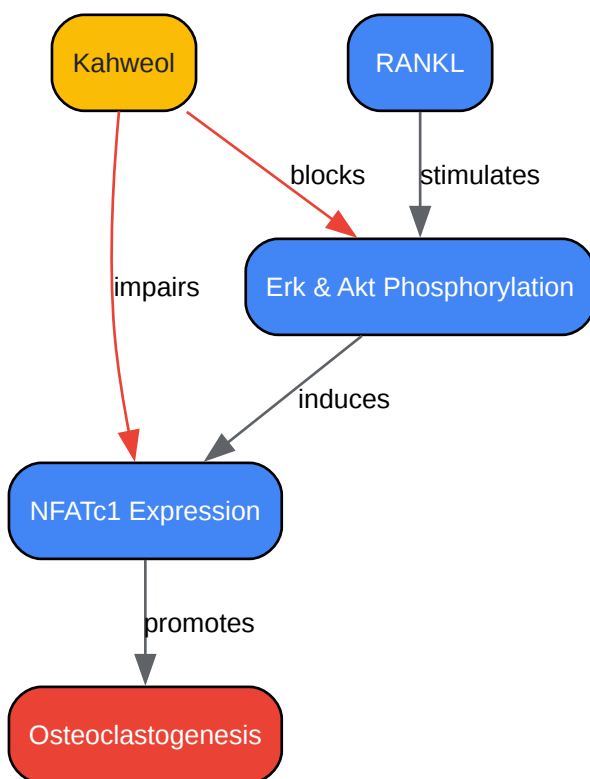 Kahweol
RANKL
blocks
stimulates
impairs
Erk & Akt Phosphorylation
induces
NFATc1 Expression
promotes
Osteoclastogenesis